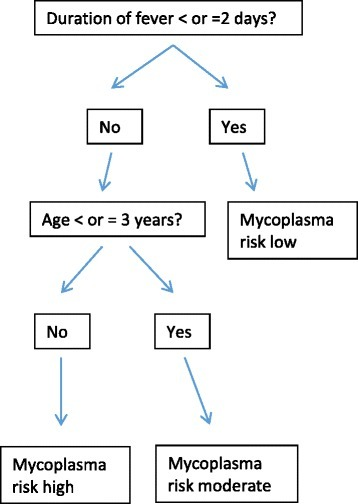 Duration of fever < or =2 days?
No
Yes
Age < or = 3 years?
Mycoplasma
risk low
No
Yes
Mycoplasma
risk high
Mycoplasma
risk moderate